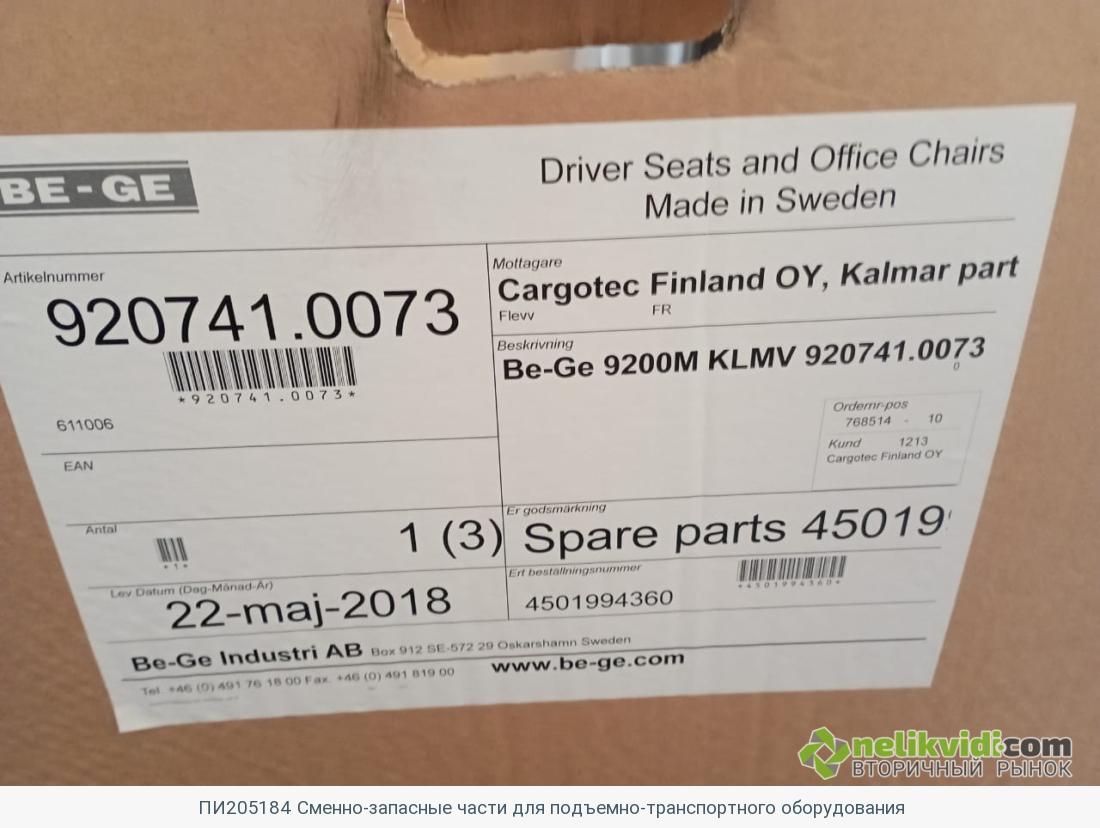 BE-GE
Driver Seats and Office Chairs
Made in Sweden
Artikelnummer
920741.0073
*920741.0073*
611006
EAN
Antal
1 (3)
*1*
Lev Datum (Dag-Månad-År)
22-maj-2018
Mottagare
Cargotec Finland OY, Kalmar part
Flevv FR
Beskrivning
Be-Ge 9200M KLMV 920741.0073
0
Ordernr-pos
768514 - 10
Kund 1213
Cargotec Finland OY
Er godsmärkning
Spare parts 45019
Ert beställningsnummer
4501994360
*4501994360*
Be-Ge Industri AB Box 912 SE-572 29 Oskarshamn Sweden
Tel. +46 (0) 491 76 18 00 Fax. +46 (0) 491 819 00 www.be-ge.com
nelikvidi.com
ВТОРИЧНЫЙ РЫНОК
ПИ205184 Сменно-запасные части для подъемно-транспортного оборудования